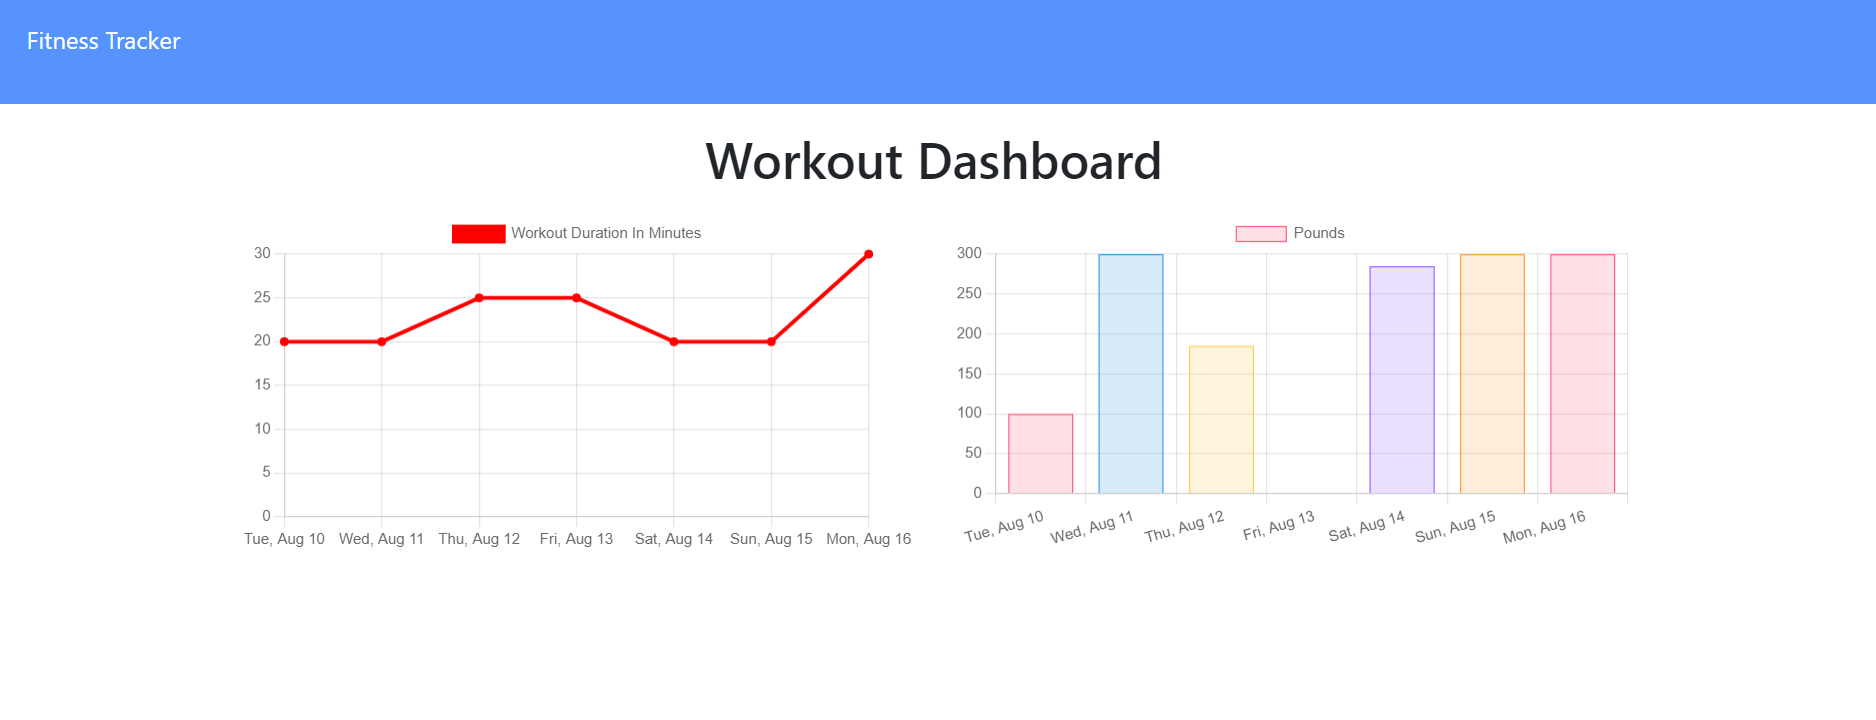 Fitness Tracker
Workout Dashboard
Workout Duration In Minutes
30
25
20
15
10
5
0
Tue, Aug 10 Wed, Aug 11 Thu, Aug 12 Fri, Aug 13 Sat, Aug 14 Sun, Aug 15 Mon, Aug 16
Pounds
300
250
200
150
100
50
0
Tue, Aug 10 Wed, Aug 11 Thu, Aug 12 Fri, Aug 13 Sat, Aug 14 Sun, Aug 15 Mon, Aug 16